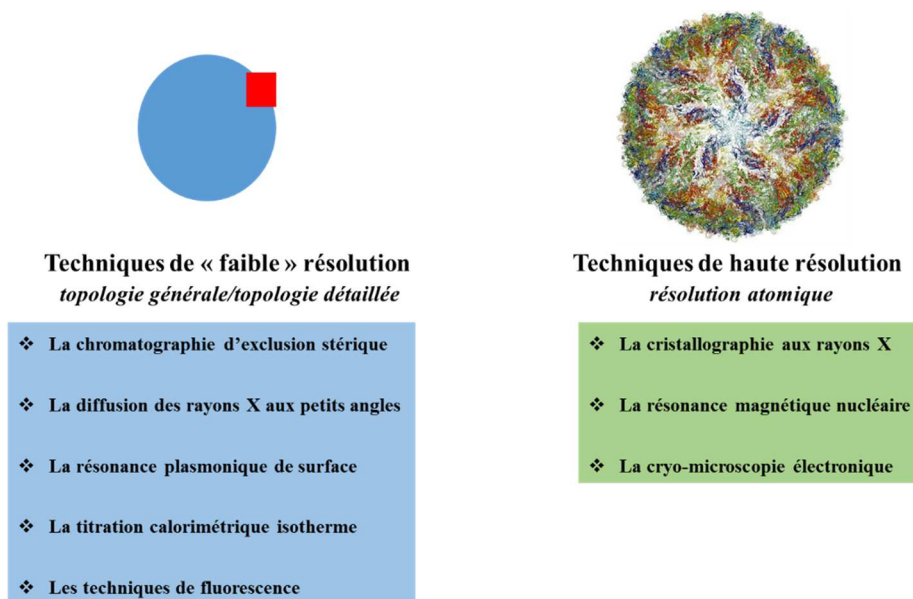 Techniques de « faible » résolution
topologie générale/topologie détaillée
❖ La chromatographie d’exclusion stérique
❖ La diffusion des rayons X aux petits angles
❖ La résonance plasmonique de surface
❖ La titration calorimétrique isotherme
❖ Les techniques de fluorescence
Techniques de haute résolution
résolution atomique
❖ La cristallographie aux rayons X
❖ La résonance magnétique nucléaire
❖ La cryo-microscopie électronique